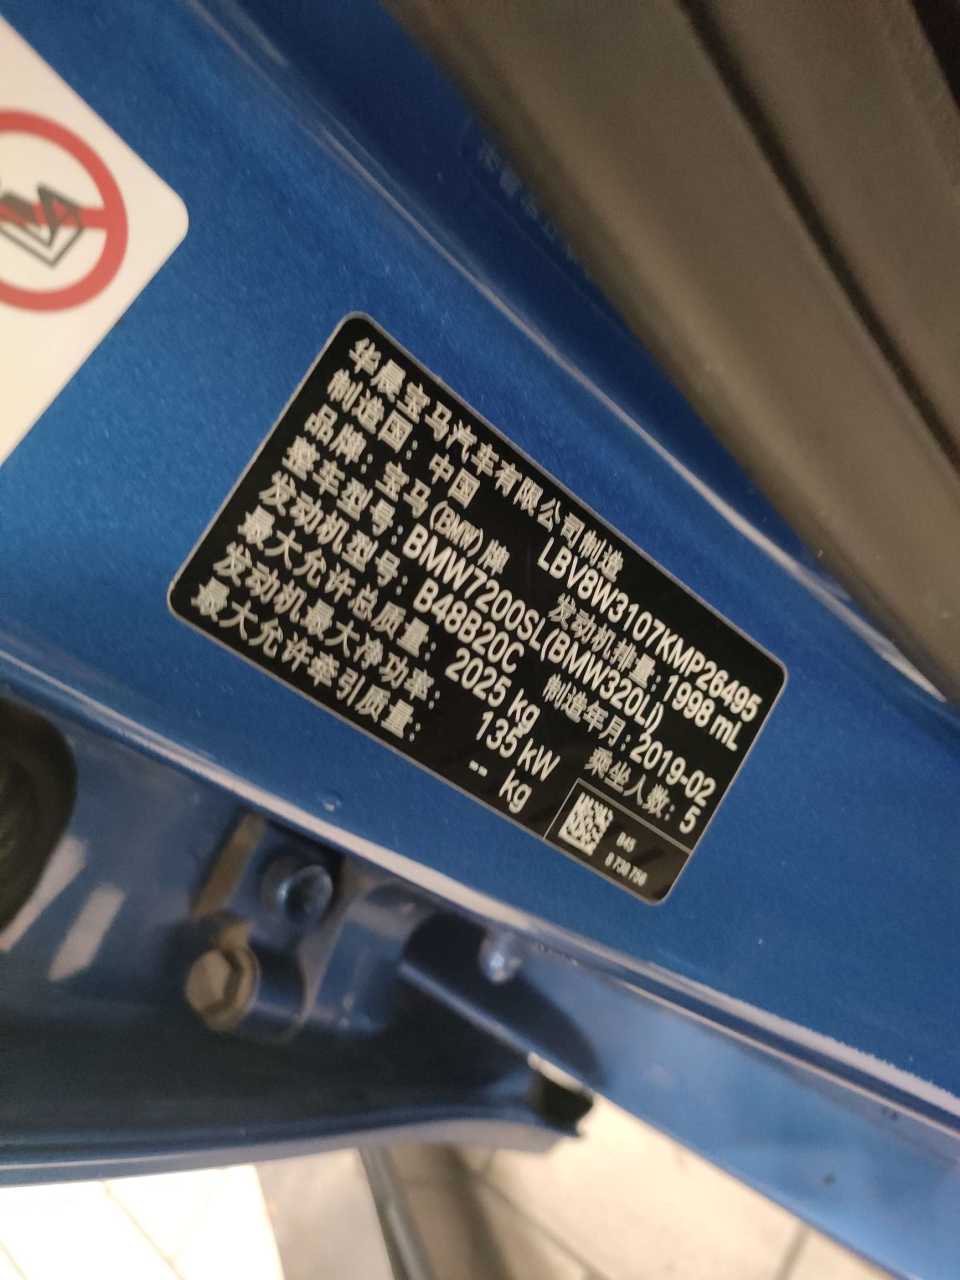 华晨宝马汽车有限公司制造
制造国：中国 LBV8W3107KMP26495
品牌：宝马(BMW)牌 发动机排量：1998 mL
整车型号：BMW7200SL(BMW320Li)
发动机型号：B48B20C 制造年月：2019-02
最大允许总质量：2025 kg 乘坐人数：5
发动机最大净功率：135 kW
最大允许牵引质量：-- kg